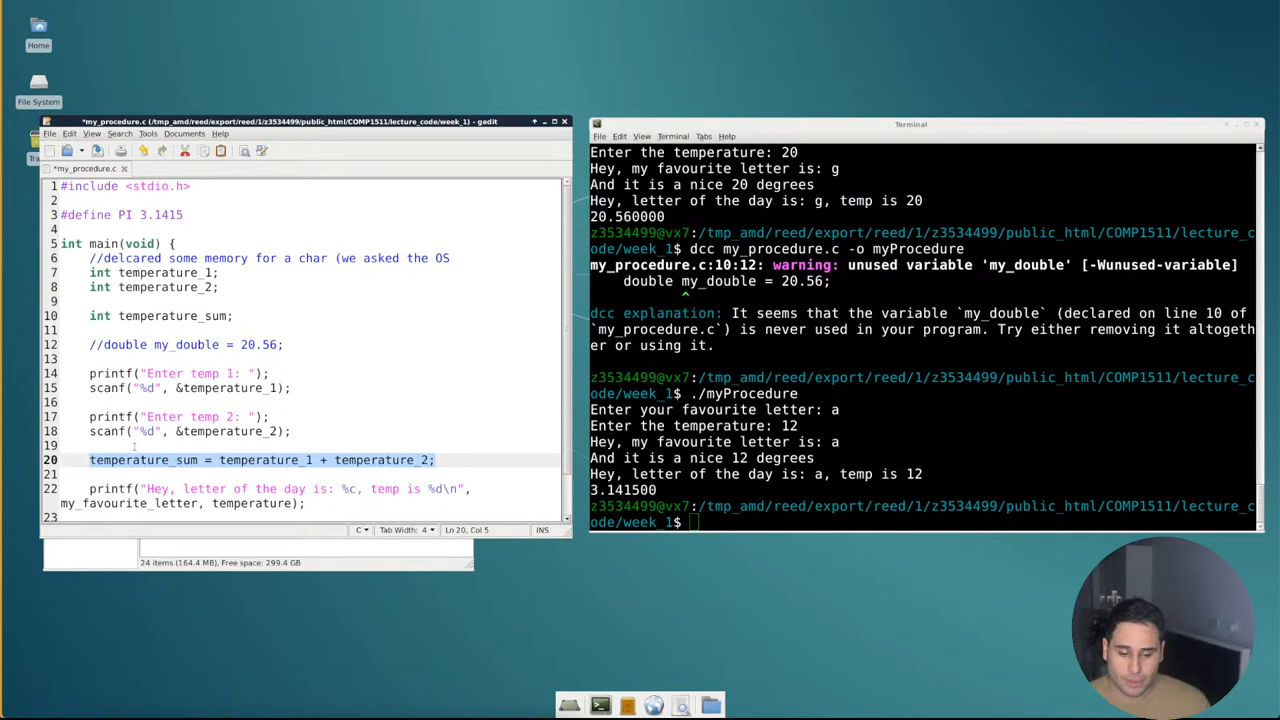 Home
File System
Tra
*my_procedure.c (/tmp_amd/reed/export/reed/1/z3534499/public_html/COMP1511/lecture_code/week_1) - gedit
File Edit View Search Tools Documents Help
*my_procedure.c
1 #include <stdio.h>
2
3 #define PI 3.1415
4
5 int main(void) {
6 //delcared some memory for a char (we asked the OS
7 int temperature_1;
8 int temperature_2;
9
10 int temperature_sum;
11
12 //double my_double = 20.56;
13
14 printf("Enter temp 1: ");
15 scanf("%d", &temperature_1);
16
17 printf("Enter temp 2: ");
18 scanf("%d", &temperature_2);
19
20 temperature_sum = temperature_1 + temperature_2;
21
22 printf("Hey, letter of the day is: %c, temp is %d\n",
my_favourite_letter, temperature);
23
C Tab Width: 4 Ln 20, Col 5 INS
24 items (164.4 MB), Free space: 299.4 GB
Terminal
File Edit View Terminal Tabs Help
Enter the temperature: 20
Hey, my favourite letter is: g
And it is a nice 20 degrees
Hey, letter of the day is: g, temp is 20
20.560000
z3534499@vx7:/tmp_amd/reed/export/reed/1/z3534499/public_html/COMP1511/lecture_c
ode/week_1$ dcc my_procedure.c -o myProcedure
my_procedure.c:10:12: warning: unused variable 'my_double' [-Wunused-variable]
double my_double = 20.56;
^
dcc explanation: It seems that the variable `my_double` (declared on line 10 of
`my_procedure.c`) is never used in your program. Try either removing it altogeth
er or using it.
z3534499@vx7:/tmp_amd/reed/export/reed/1/z3534499/public_html/COMP1511/lecture_c
ode/week_1$ ./myProcedure
Enter your favourite letter: a
Enter the temperature: 12
Hey, my favourite letter is: a
And it is a nice 12 degrees
Hey, letter of the day is: a, temp is 12
3.141500
z3534499@vx7:/tmp_amd/reed/export/reed/1/z3534499/public_html/COMP1511/lecture_c
ode/week_1$